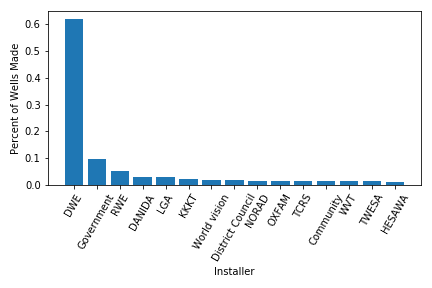 Percent of Wells Made
0.6
0.5
0.4
0.3
0.2
0.1
0.0
DWE
Government
RWE
DANIDA
LGA
KKKT
World vision
District Council
NORAD
OXFAM
TCRS
Community
WVT
TWESA
HESAWA
Installer